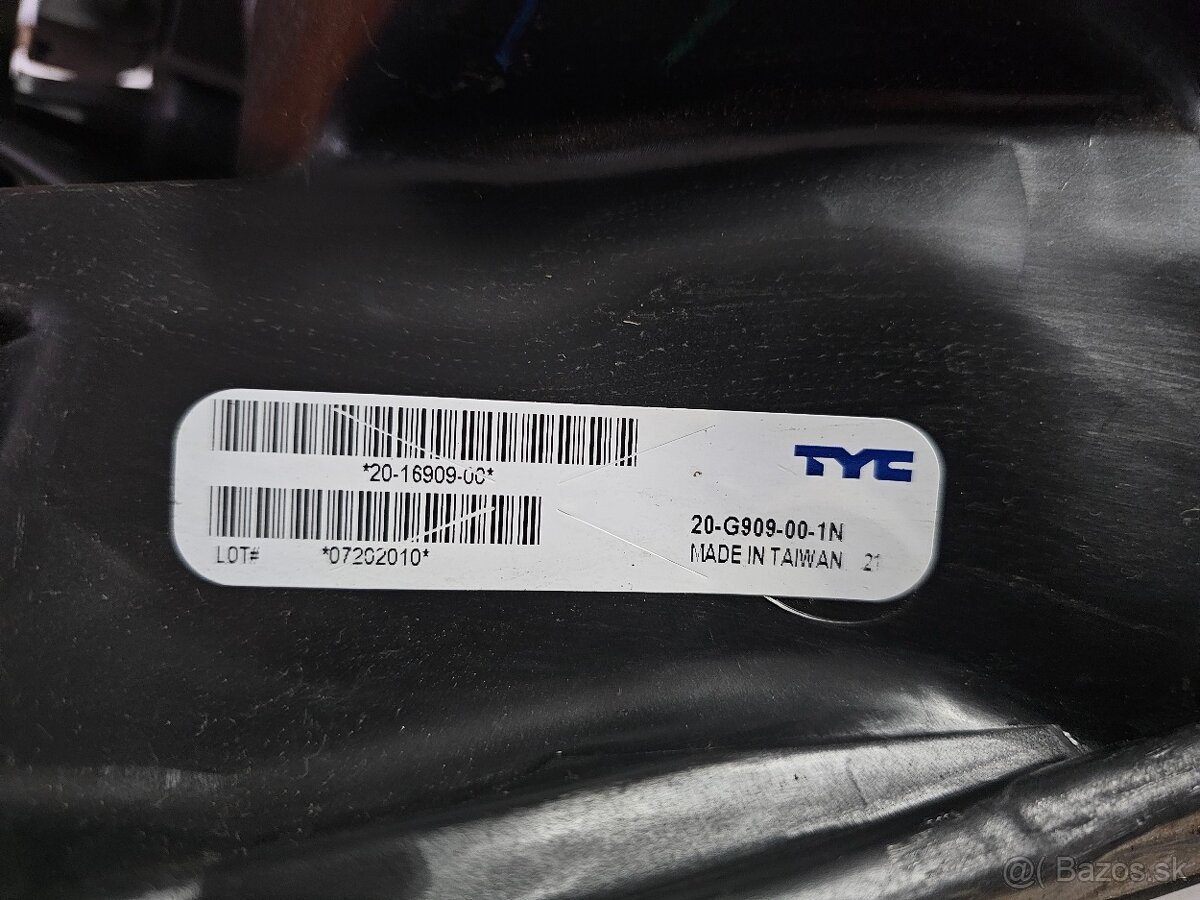 *20-16909-00*
LOT# *07202010*
TYC
20-G909-00-1N
MADE IN TAIWAN 21
@( Bazos.sk